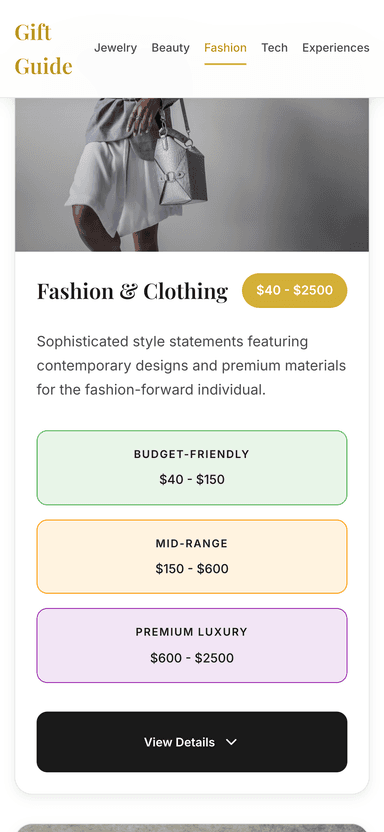 Gift
Guide
Jewelry Beauty Fashion Tech Experiences
Fashion & Clothing
$40 - $2500
Sophisticated style statements featuring
contemporary designs and premium materials
for the fashion-forward individual.
BUDGET-FRIENDLY
$40 - $150
MID-RANGE
$150 - $600
PREMIUM LUXURY
$600 - $2500
View Details